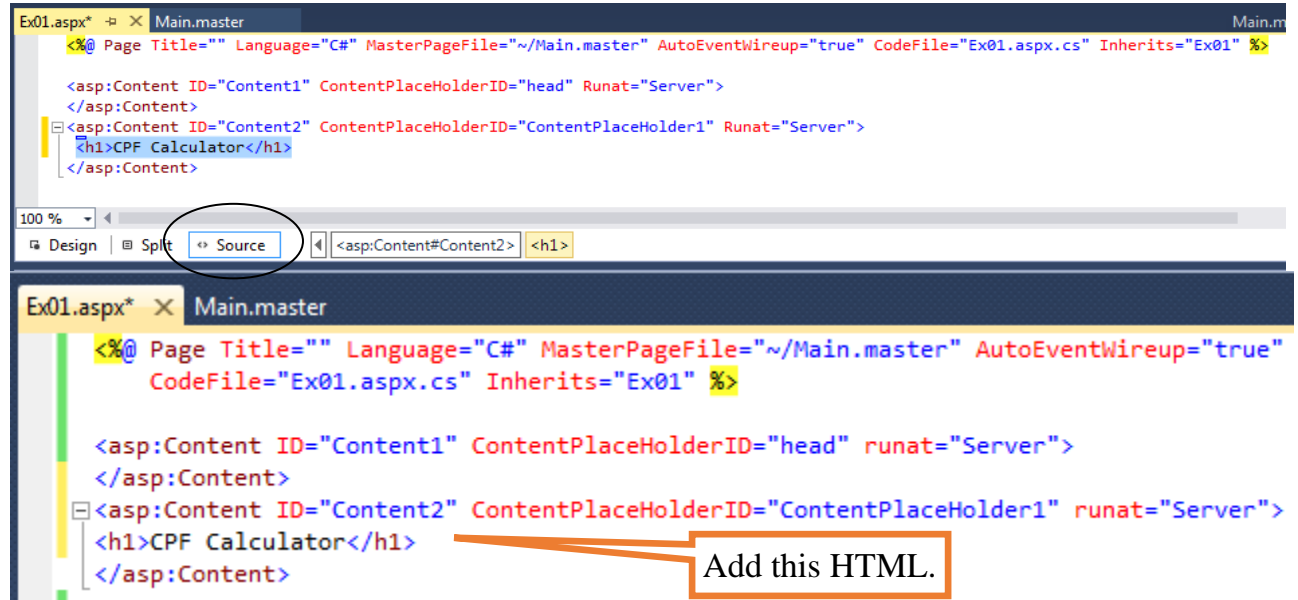 Ex01.aspx* Main.master Main.m
<%@ Page Title="" Language="C#" MasterPageFile="~/Main.master" AutoEventWireup="true" CodeFile="Ex01.aspx.cs" Inherits="Ex01" %>
<asp:Content ID="Content1" ContentPlaceHolderID="head" Runat="Server">
</asp:Content>
<asp:Content ID="Content2" ContentPlaceHolderID="ContentPlaceHolder1" Runat="Server">
<h1>CPF Calculator</h1>
</asp:Content>
100 %
Design Split Source <asp:Content#Content2> <h1>
Ex01.aspx* Main.master
<%@ Page Title="" Language="C#" MasterPageFile="~/Main.master" AutoEventWireup="true"
CodeFile="Ex01.aspx.cs" Inherits="Ex01" %>
<asp:Content ID="Content1" ContentPlaceHolderID="head" runat="Server">
</asp:Content>
<asp:Content ID="Content2" ContentPlaceHolderID="ContentPlaceHolder1" runat="Server">
<h1>CPF Calculator</h1>
</asp:Content>
Add this HTML.